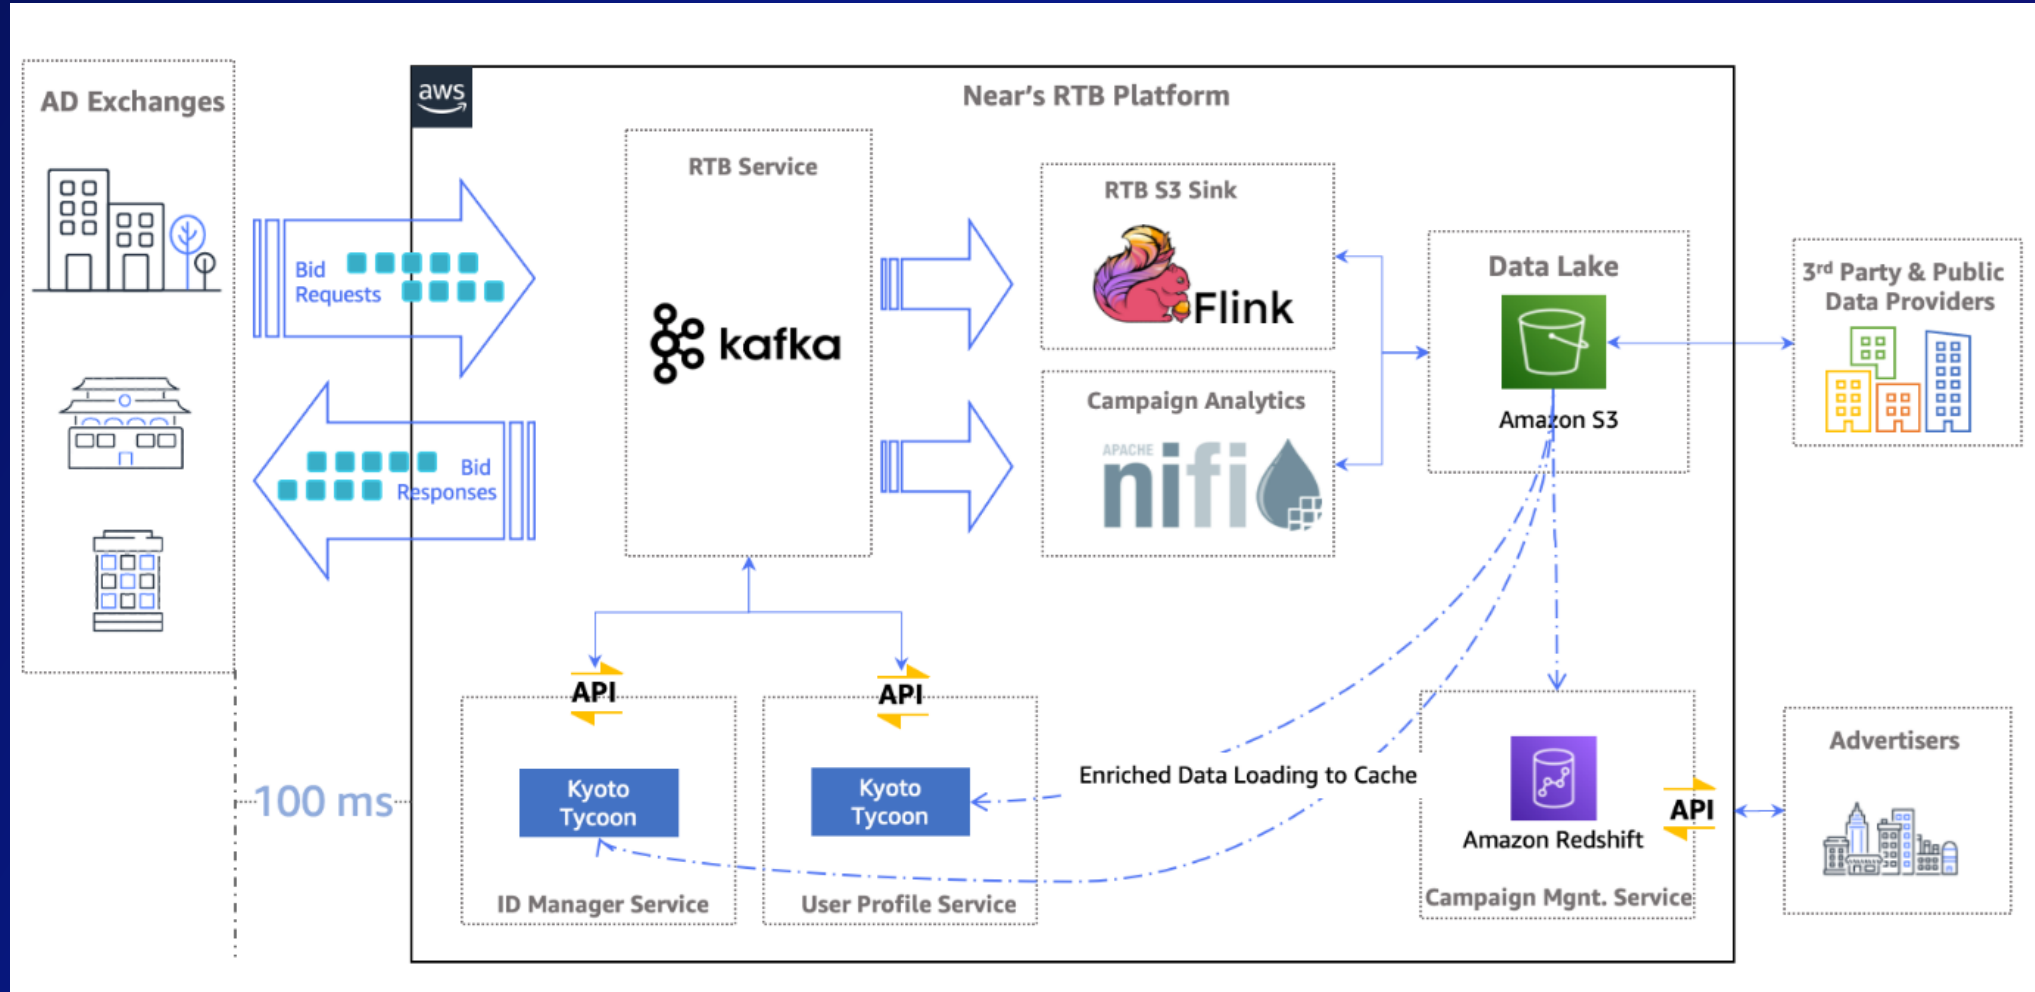 AD Exchanges
aws
Near's RTB Platform
RTB Service
RTB S3 Sink
Bid
Requests
kafka
Flink
Data Lake
3rd Party & Public
Data Providers
Amazon S3
Campaign Analytics
APACHE
nifi
Bid
Responses
API
API
Kyoto
Tycoon
Kyoto
Tycoon
Enriched Data Loading to Cache
100 ms
ID Manager Service
User Profile Service
Amazon Redshift
API
Campaign Mgnt. Service
Advertisers